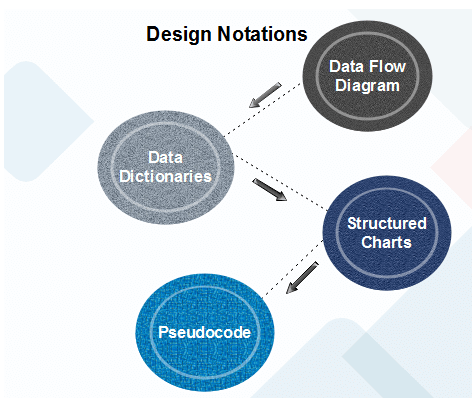 Design Notations
Data Flow
Diagram
Data
Dictionaries
Structured
Charts
Pseudocode